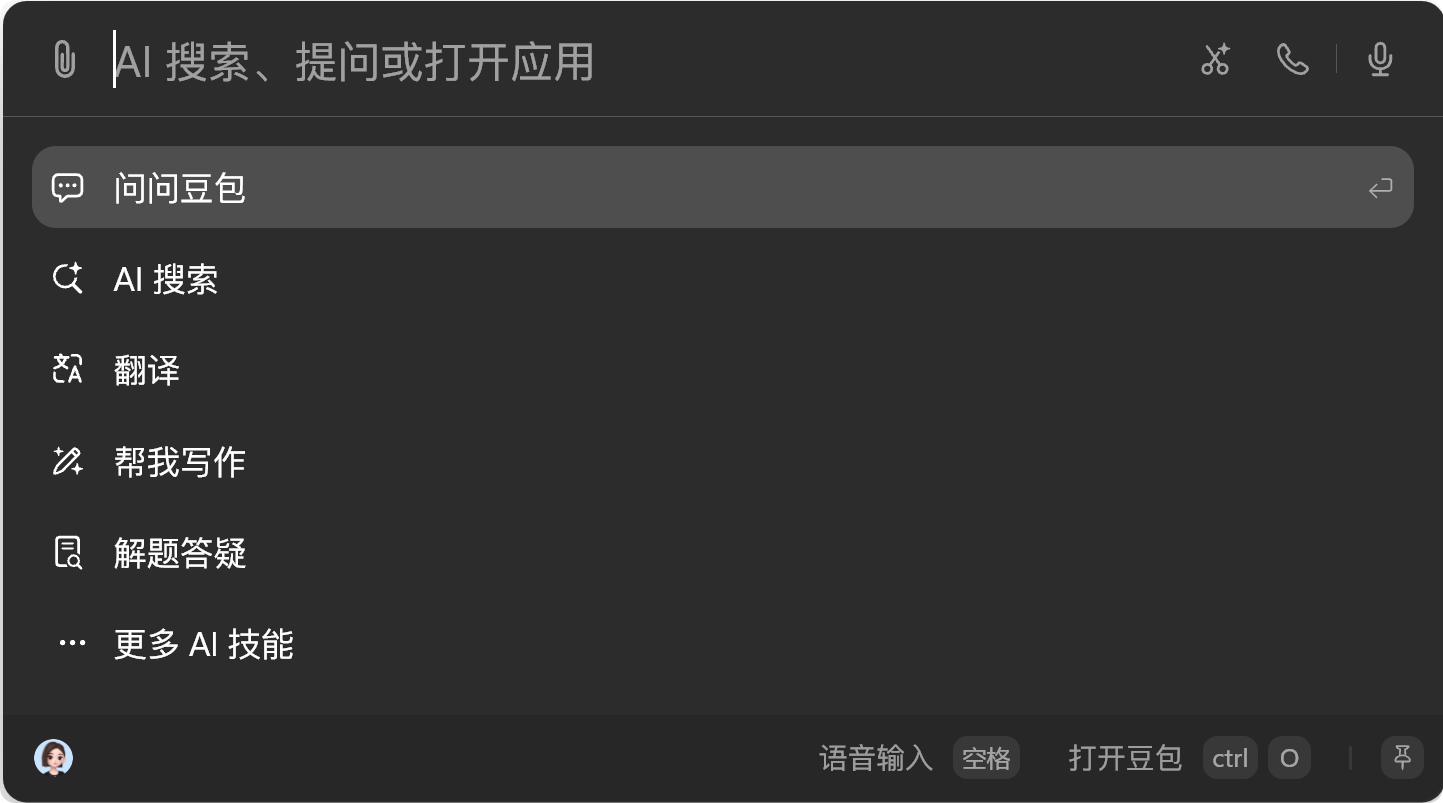 AI 搜索、提问或打开应用
问问豆包
AI 搜索
翻译
帮我写作
解题答疑
更多 AI 技能
语音输入 空格 打开豆包 ctrl O